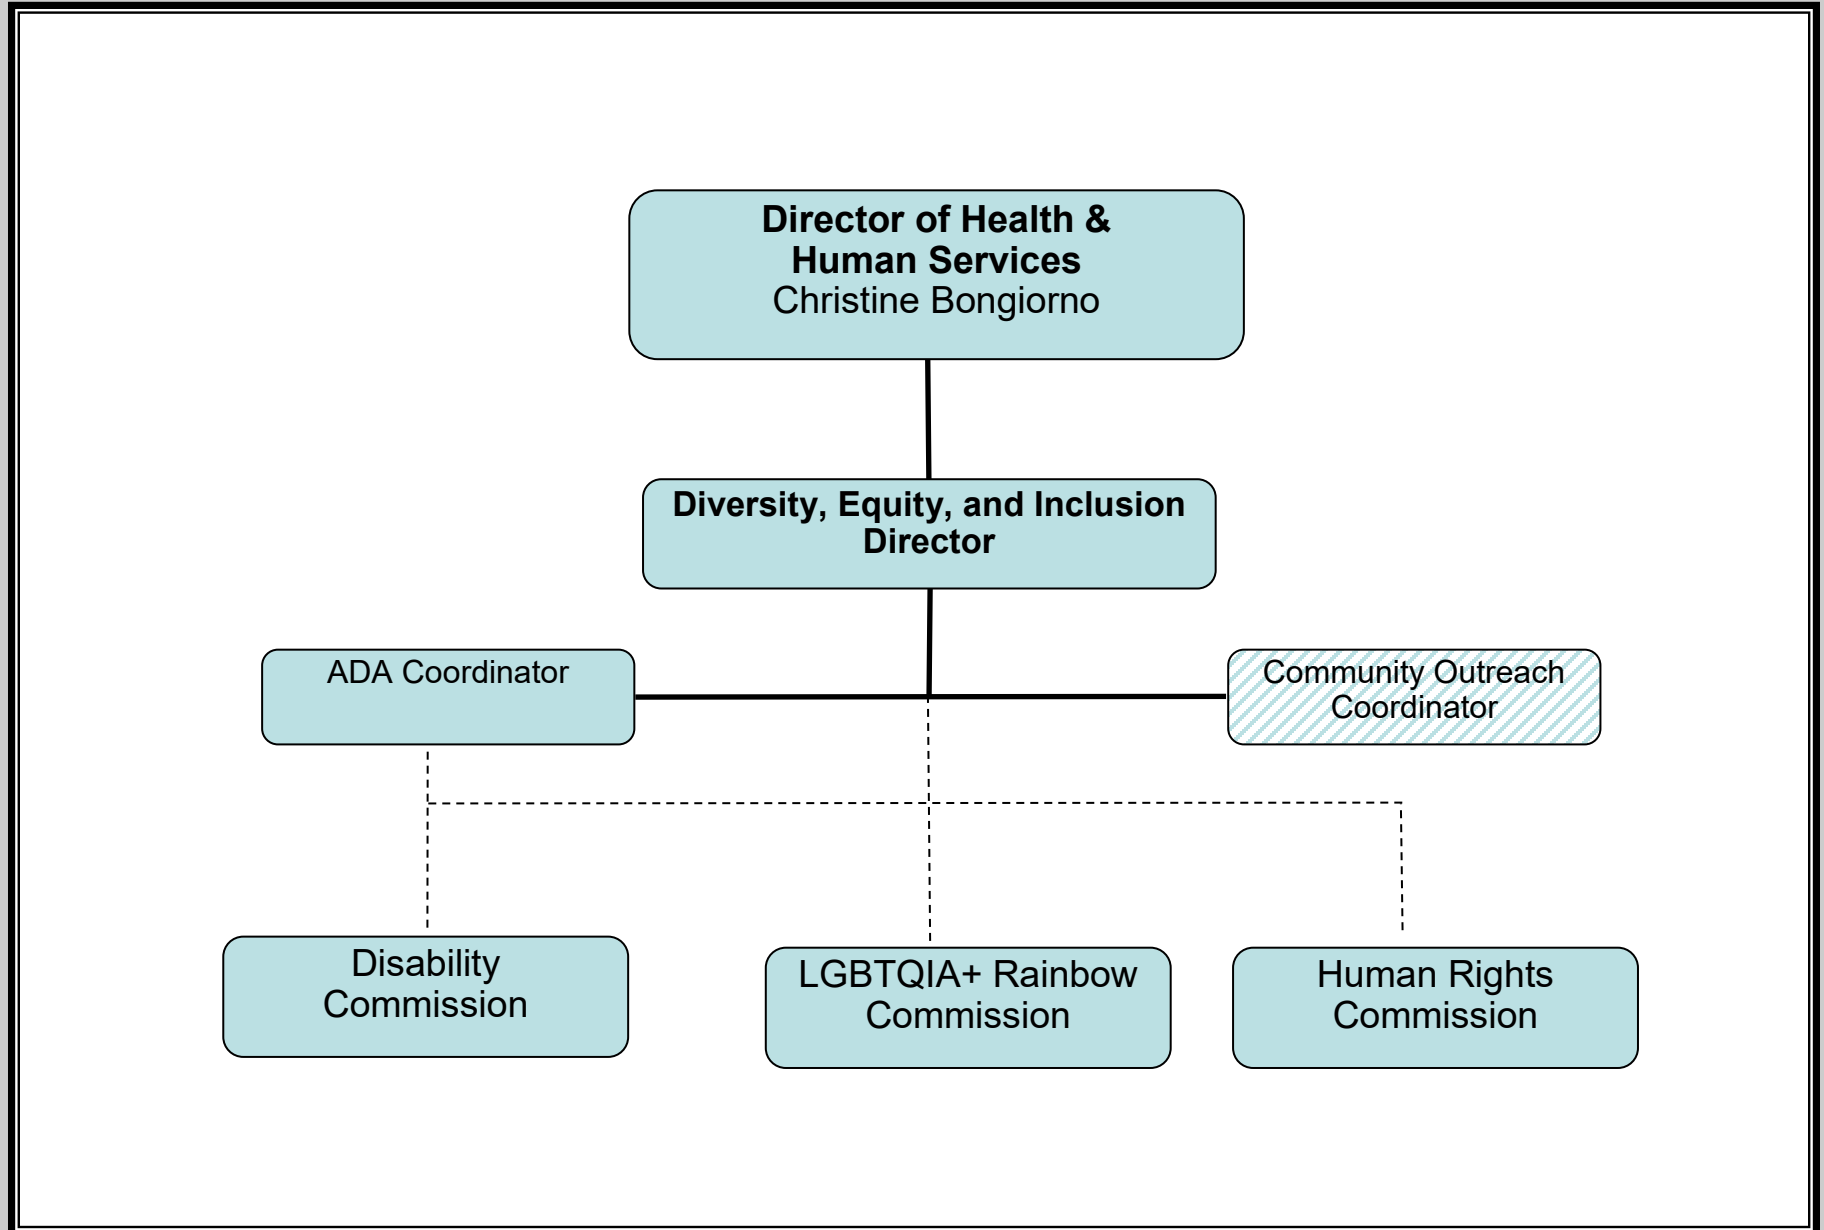 Director of Health &
Human Services
Christine Bongiorno
Diversity, Equity, and Inclusion
Director
ADA Coordinator
Community Outreach
Coordinator
Disability
Commission
LGBTQIA+ Rainbow
Commission
Human Rights
Commission